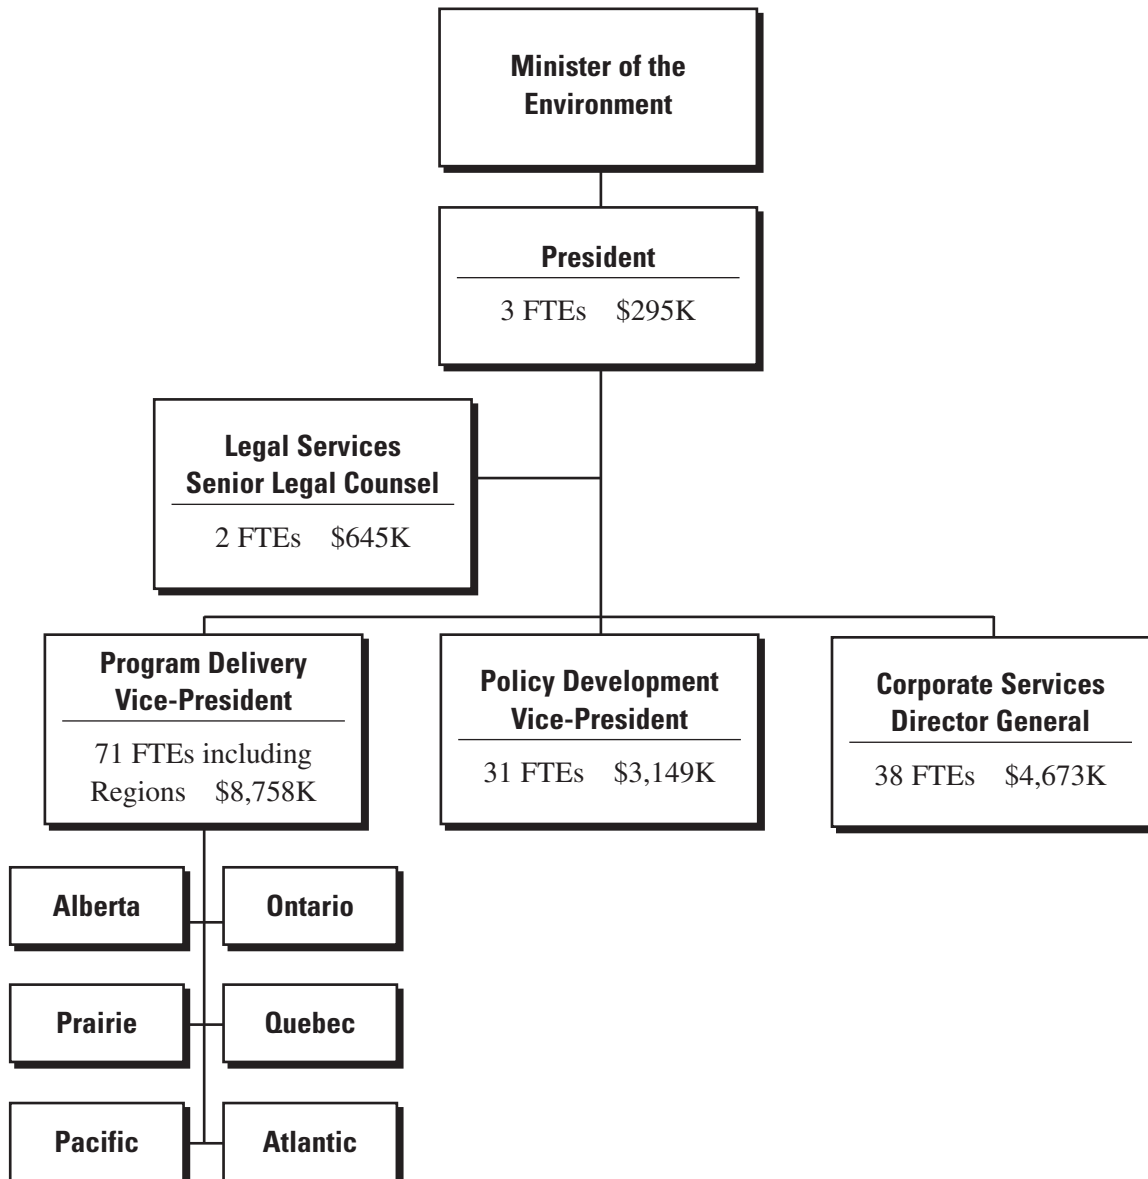 Minister of the
Environment
President
3 FTEs $295K
Legal Services
Senior Legal Counsel
2 FTEs $645K
Program Delivery
Vice-President
71 FTEs including
Regions $8,758K
Policy Development
Vice-President
31 FTEs $3,149K
Corporate Services
Director General
38 FTEs $4,673K
Alberta
Ontario
Prairie
Quebec
Pacific
Atlantic